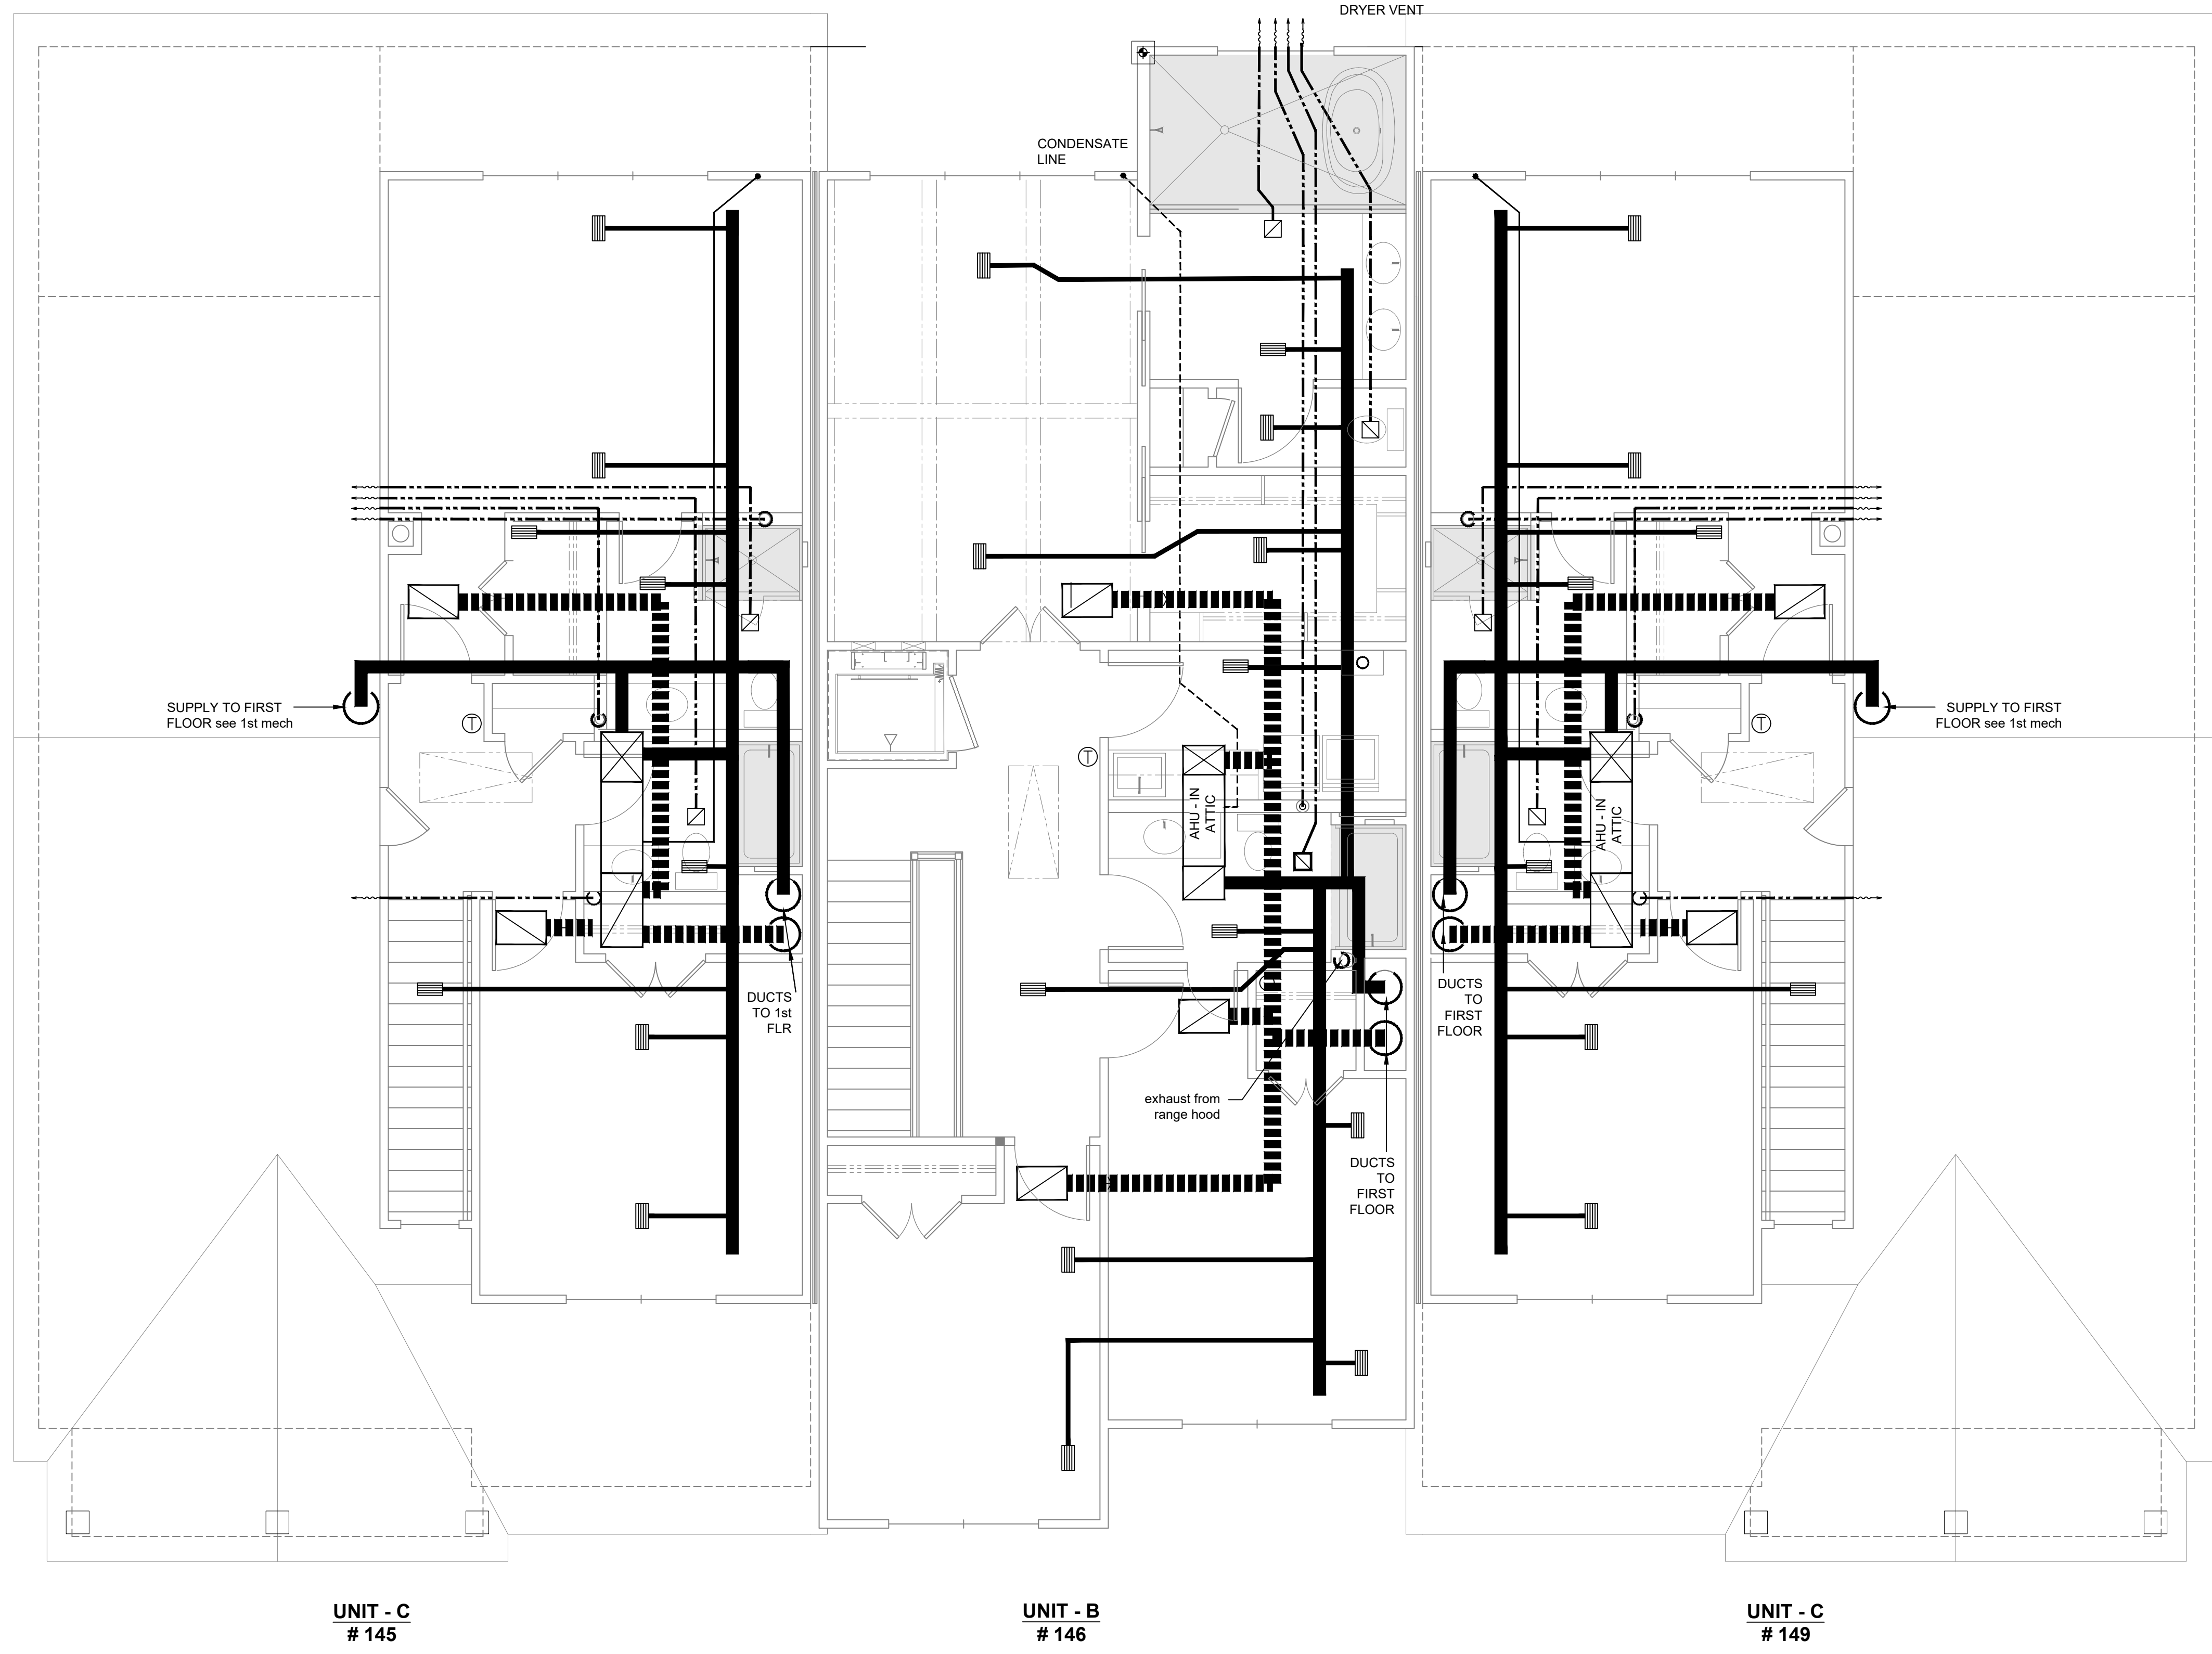 DRYER VENT
CONDENSATE
LINE
SUPPLY TO FIRST
FLOOR see 1st mech
T
T
T
SUPPLY TO FIRST
FLOOR see 1st mech
AHU - IN
ATTIC
AHU - IN
ATTIC
DUCTS
TO 1st
FLR
DUCTS
TO
FIRST
FLOOR
exhaust from
range hood
DUCTS
TO
FIRST
FLOOR
UNIT - C
# 145
UNIT - B
# 146
UNIT - C
# 149